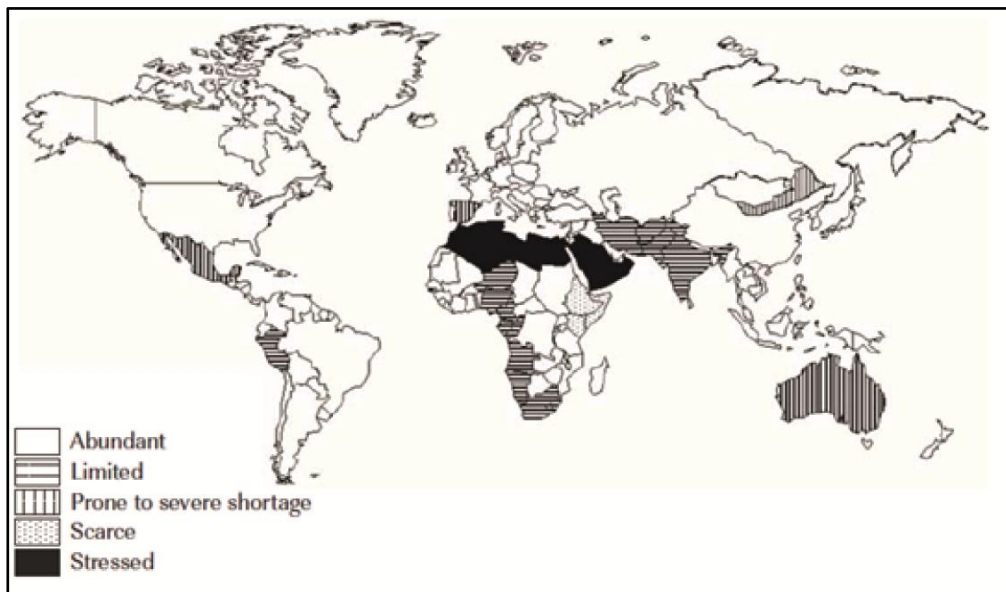 Abundant
Limited
Prone to severe shortage
Scarce
Stressed